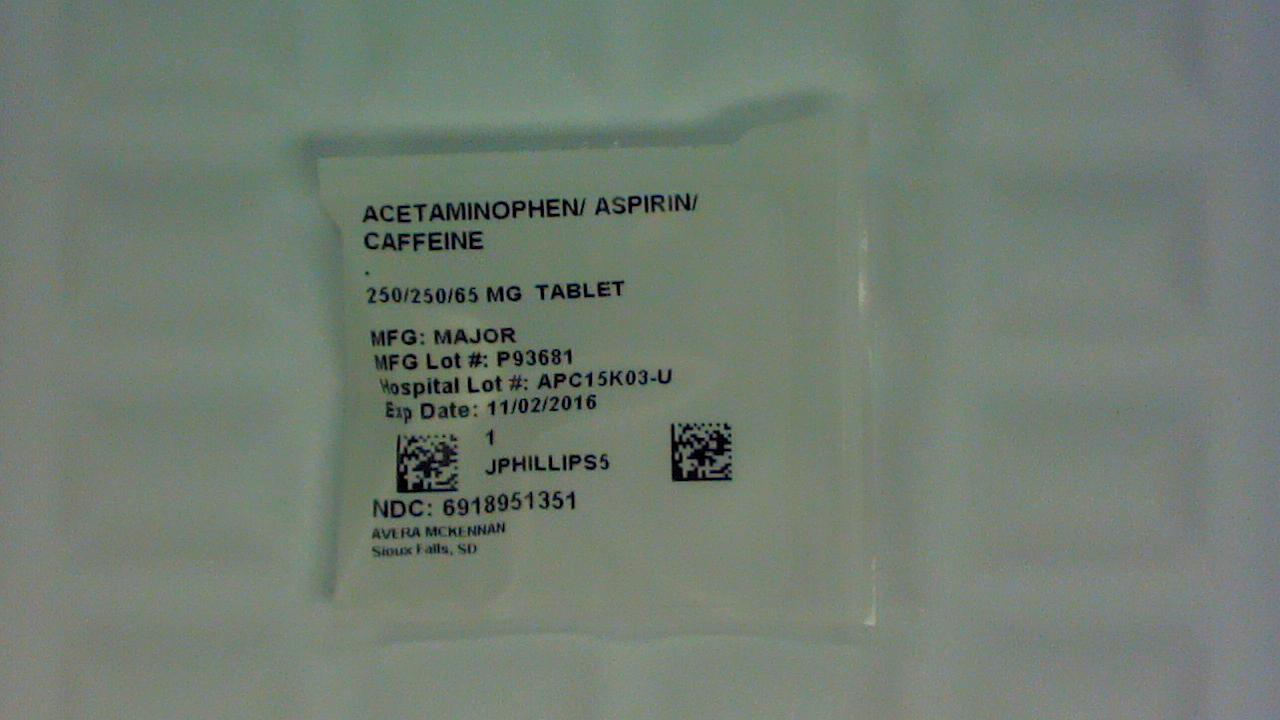 ACETAMINOPHEN/ ASPIRIN/
CAFFEINE
.
250/250/65 MG TABLET
MFG: MAJOR
MFG Lot #: P93681
Hospital Lot #: APC15K03-U
Exp Date: 11/02/2016
1
JPHILLIPS5
NDC: 6918951351
AVERA MCKENNAN
Sioux Falls, SD